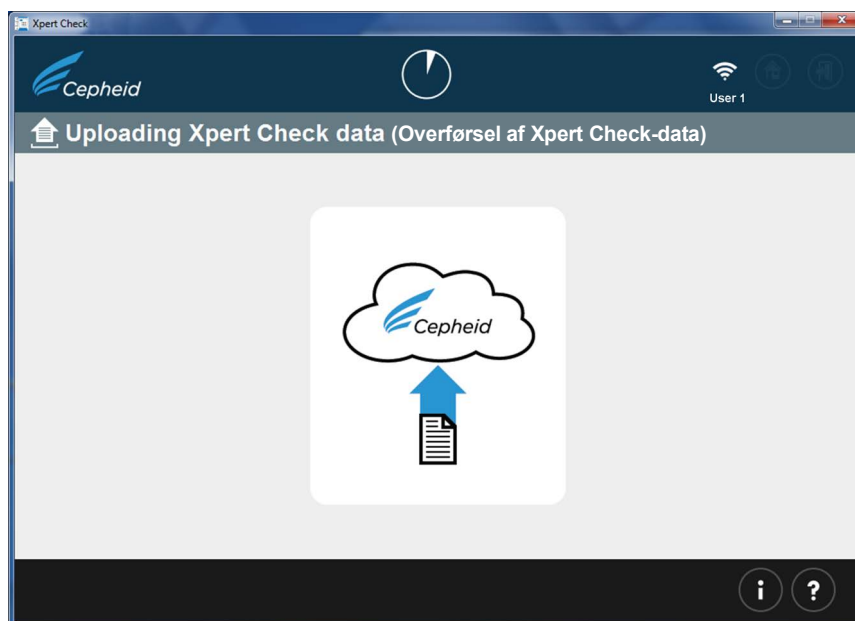 Xpert Check
Cepheid
User 1
Uploading Xpert Check data (Overførsel af Xpert Check-data)
Cepheid
i ?